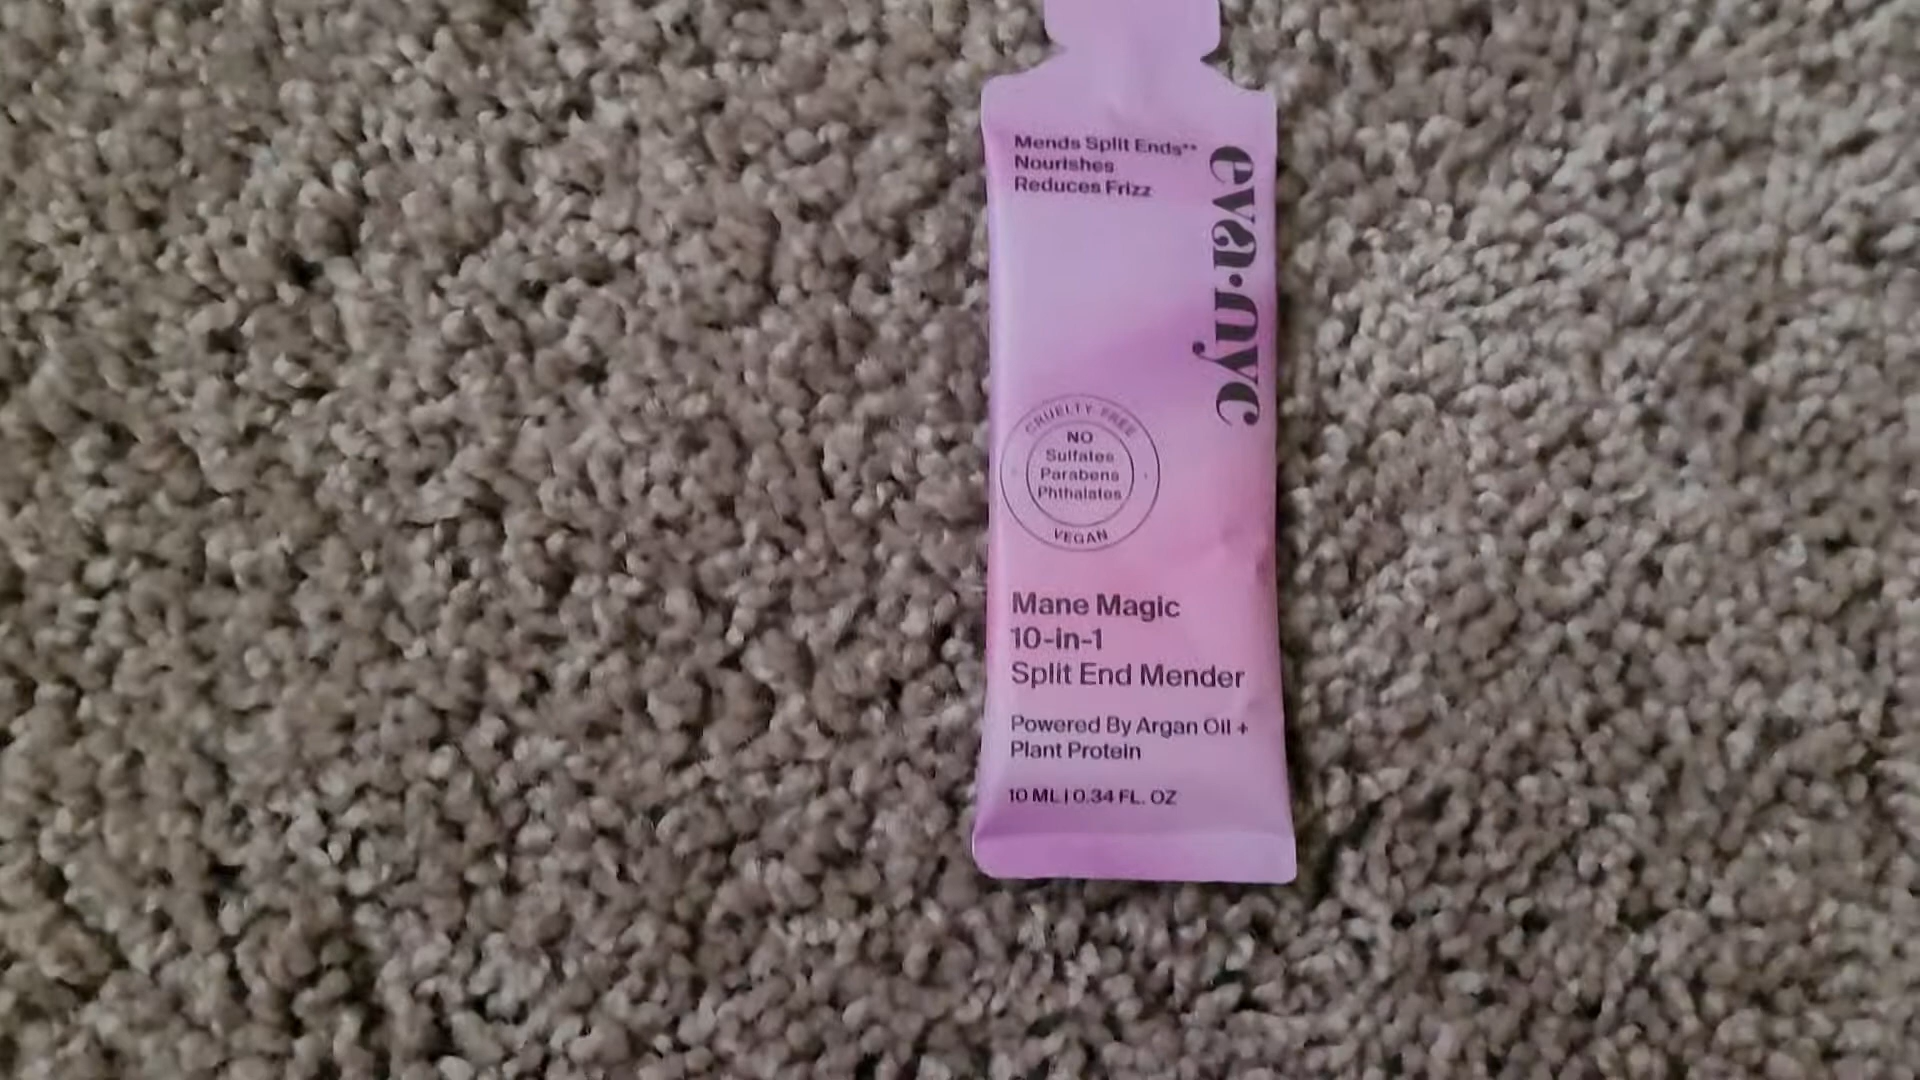 Mends Split Ends**
Nourishes
Reduces Frizz
eva·nyc
CRUELTY FREE
NO
Sulfates
Parabens
Phthalates
VEGAN
Mane Magic
10-in-1
Split End Mender
Powered By Argan Oil +
Plant Protein
10 ML | 0.34 FL. OZ